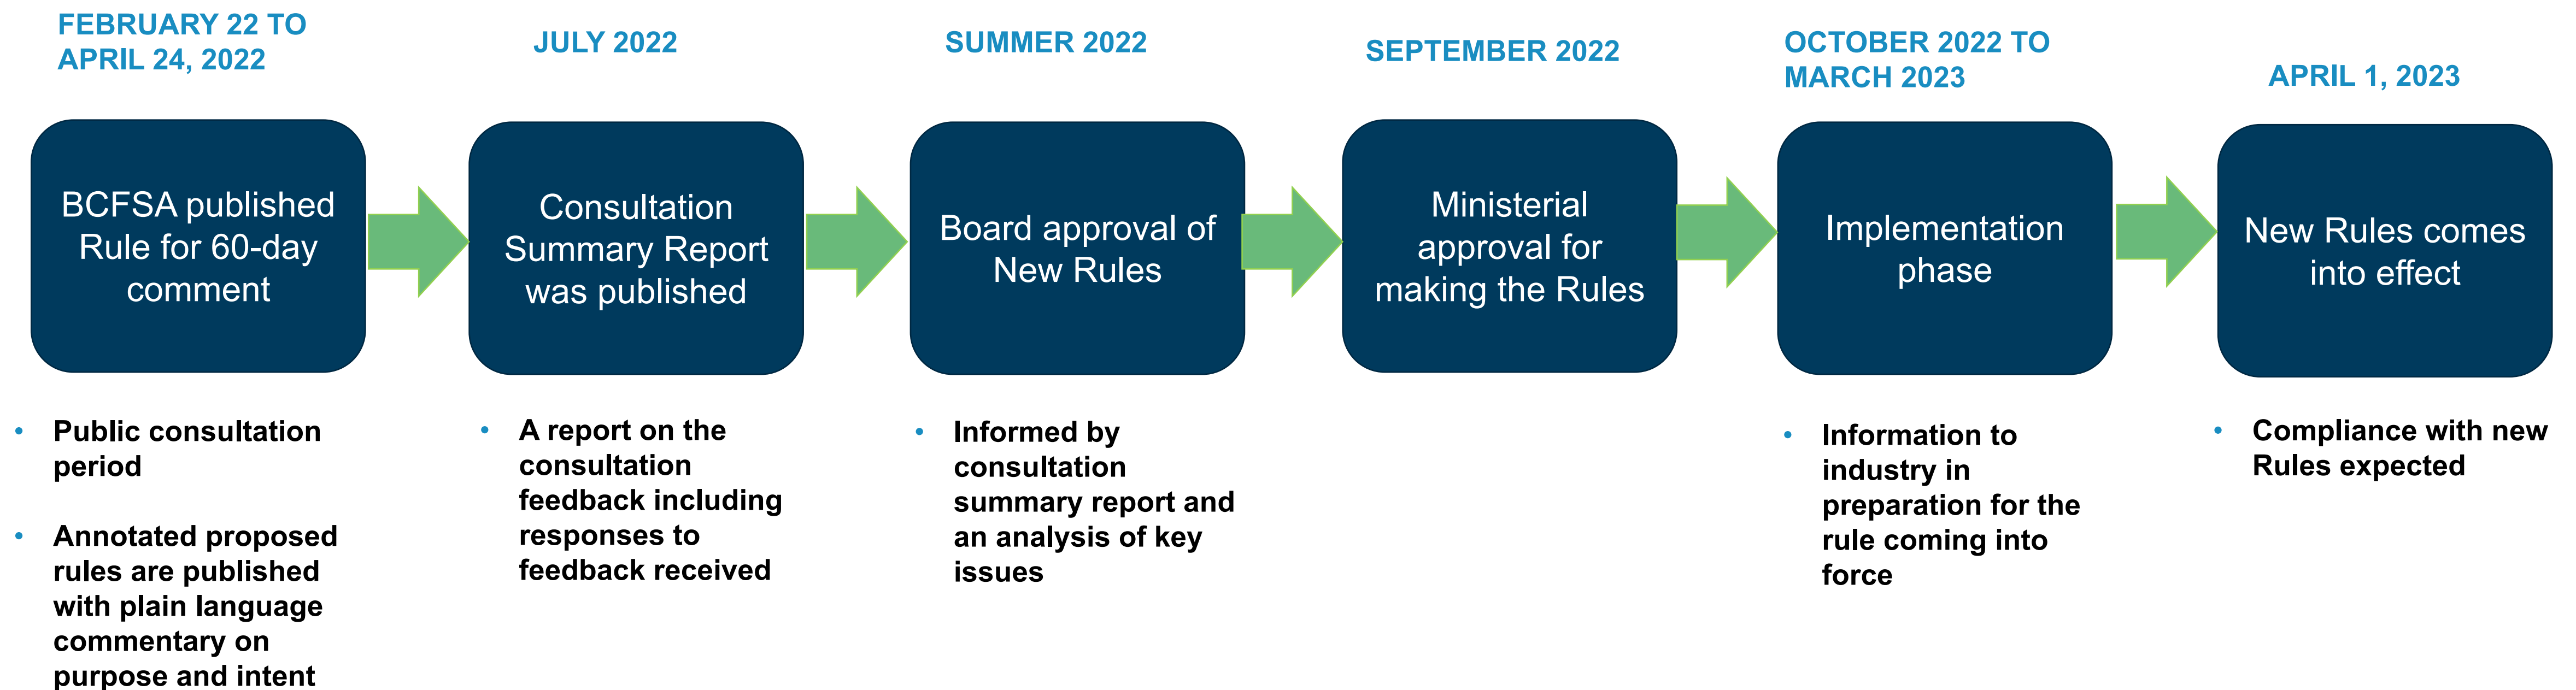 FEBRUARY 22 TO
APRIL 24, 2022
BCFSA published
Rule for 60-day
comment
• Public consultation
period
• Annotated proposed
rules are published
with plain language
commentary on
purpose and intent
JULY 2022
Consultation
Summary Report
was published
• A report on the
consultation
feedback including
responses to
feedback received
SUMMER 2022
Board approval of
New Rules
• Informed by
consultation
summary report and
an analysis of key
issues
SEPTEMBER 2022
Ministerial
approval for
making the Rules
OCTOBER 2022 TO
MARCH 2023
Implementation
phase
• Information to
industry in
preparation for the
rule coming into
force
APRIL 1, 2023
New Rules comes
into effect
• Compliance with new
Rules expected